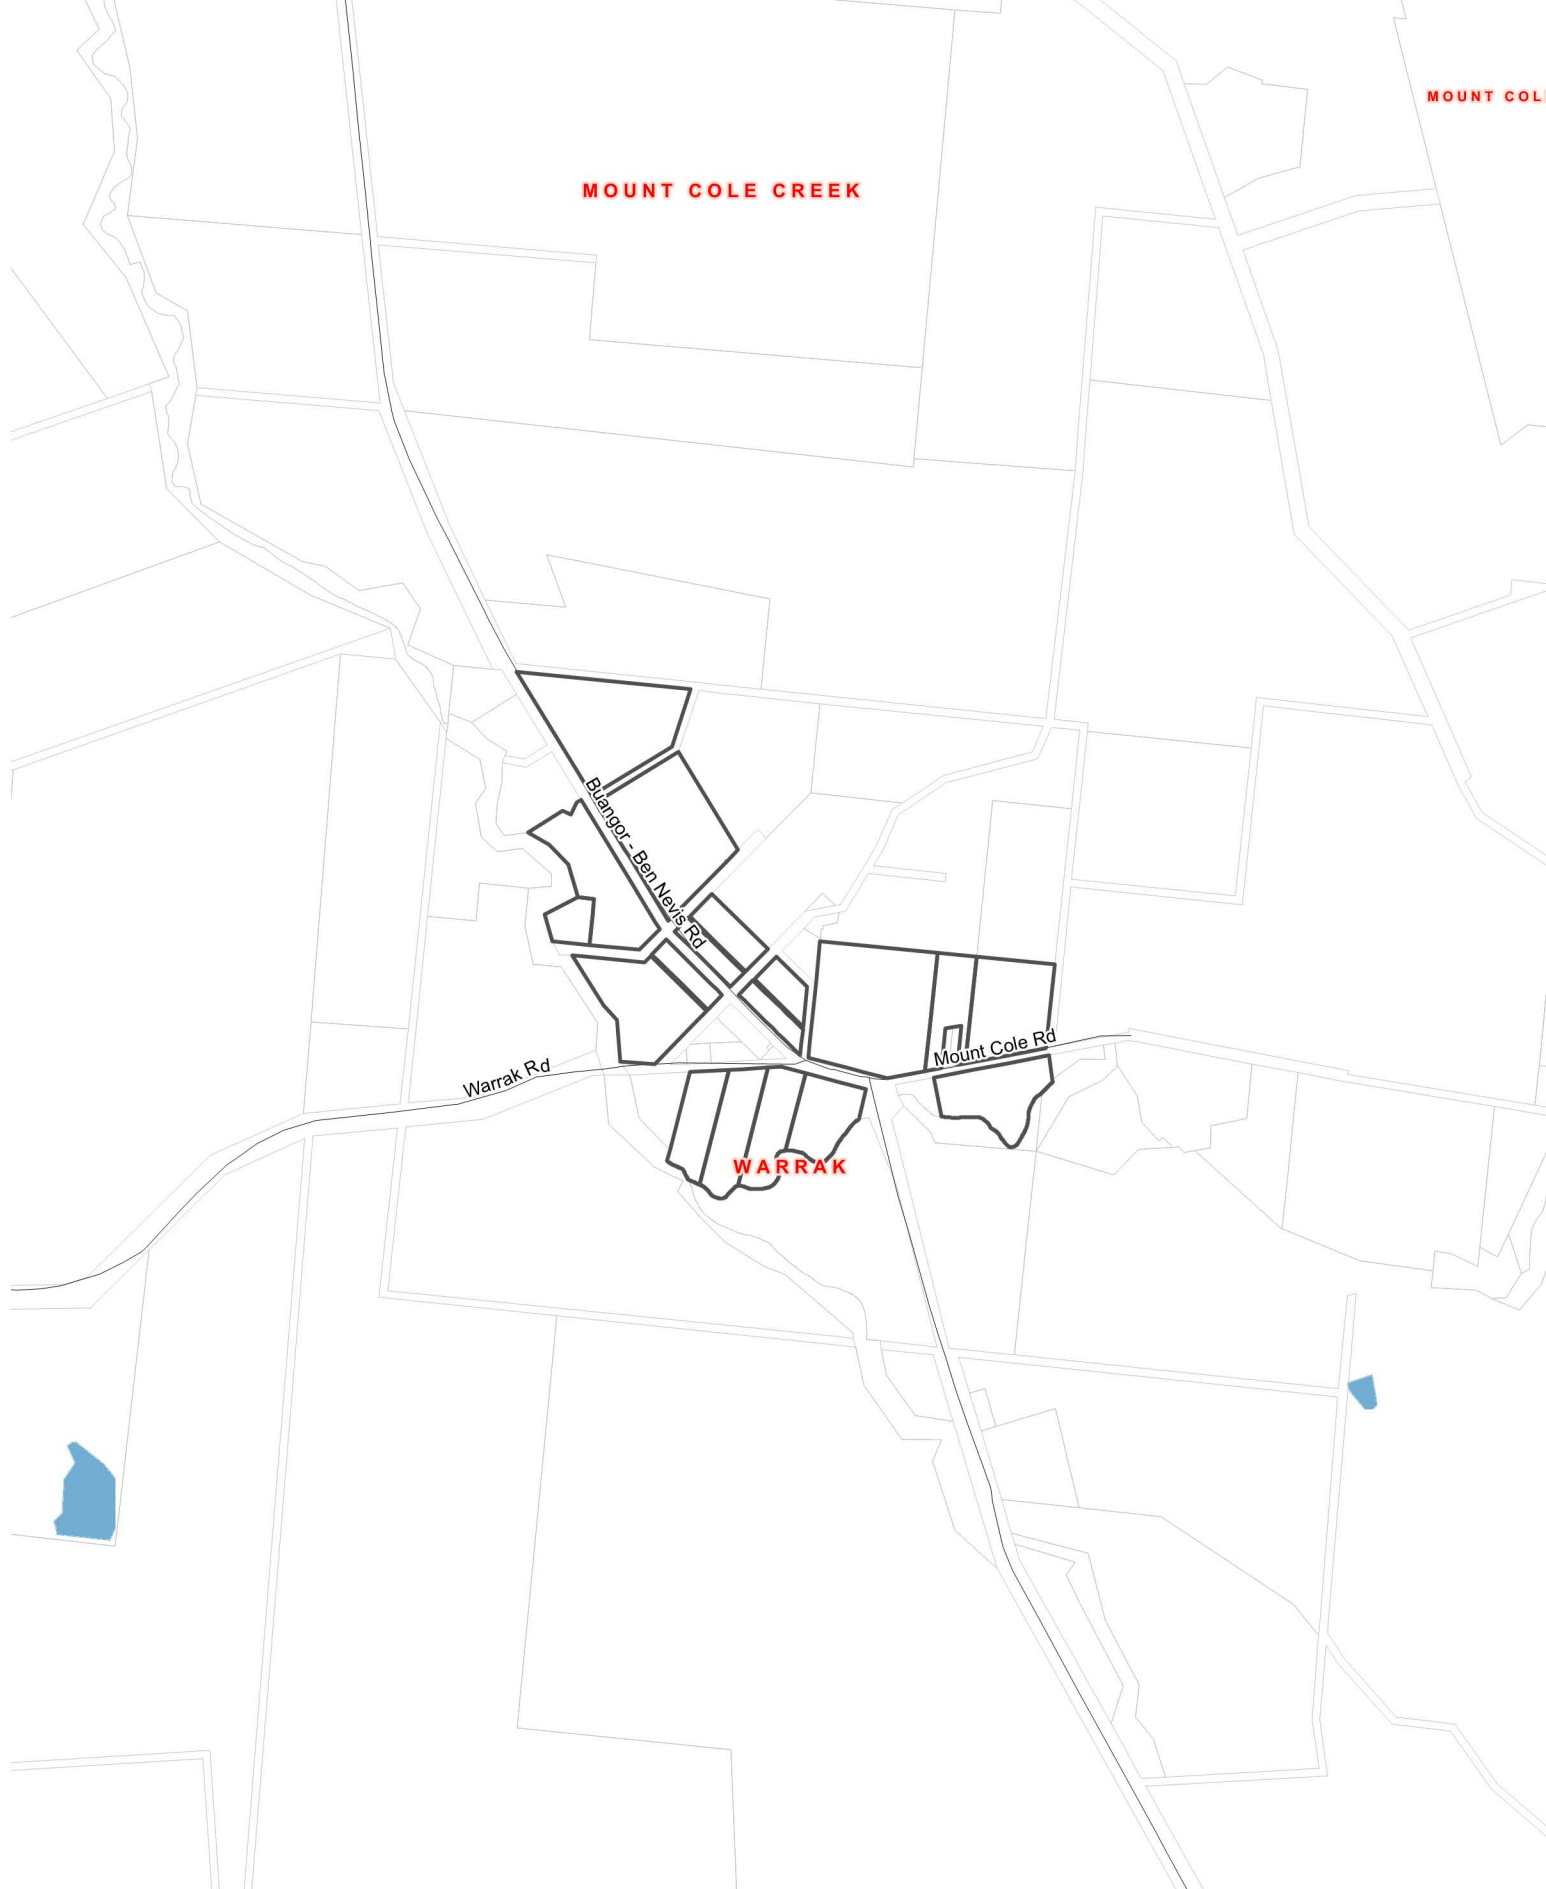 MOUNT COL
MOUNT COLE CREEK
Buangor - Ben Nevis Rd
Mount Cole Rd
Warrak Rd
WARRAK